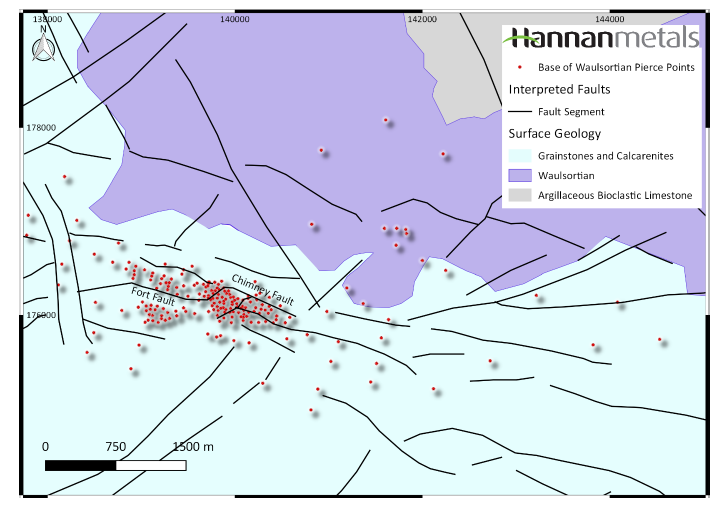 138000 140000 142000 144000
N
Hannanmetals
Base of Waulsortian Pierce Points
Interpreted Faults
Fault Segment
178000
Surface Geology
Grainstones and Calcarenites
Waulsortian
Argillaceous Bioclastic Limestone
Chimney Fault
Fort Fault
176000
0 750 1500 m